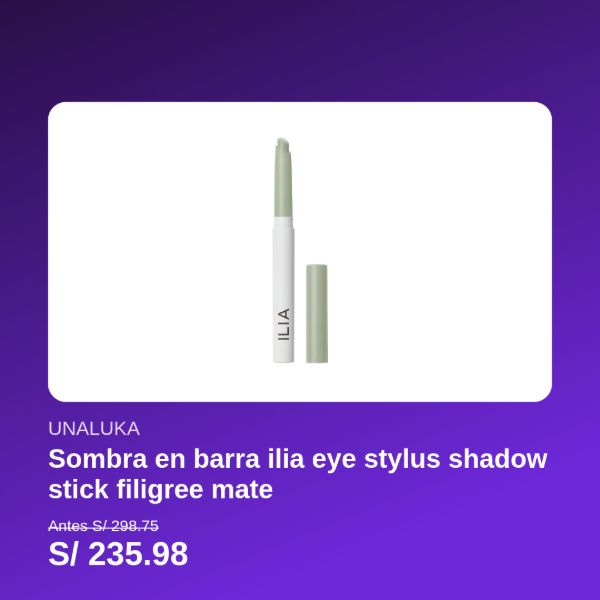 ILIA
UNALUKA
Sombra en barra ilia eye stylus shadow
stick filigree mate
Antes S/ 298.75
S/ 235.98